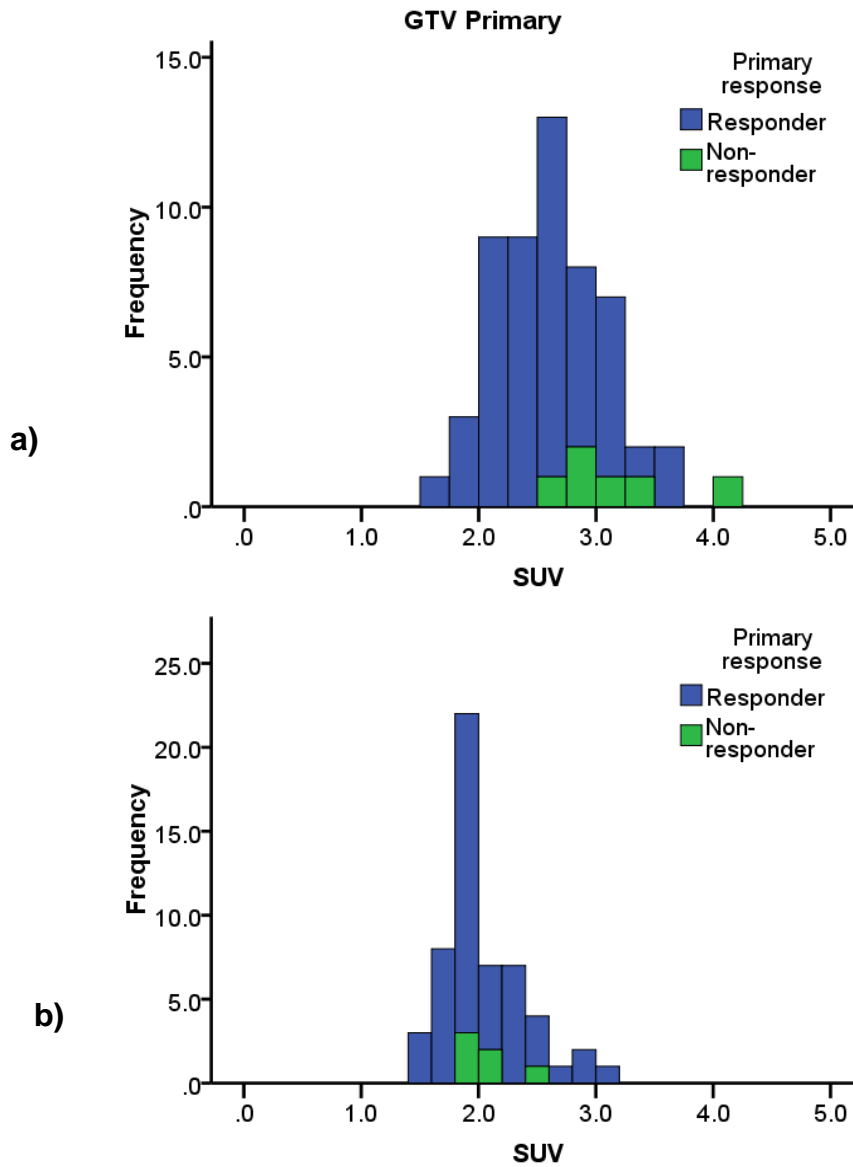 GTV Primary
15.0
10.0
5.0
.0
Frequency
a)
Primary
response
Responder
Non-
responder
.0 1.0 2.0 3.0 4.0 5.0
SUV
25.0
20.0
15.0
10.0
5.0
.0
Frequency
b)
Primary
response
Responder
Non-
responder
.0 1.0 2.0 3.0 4.0 5.0
SUV